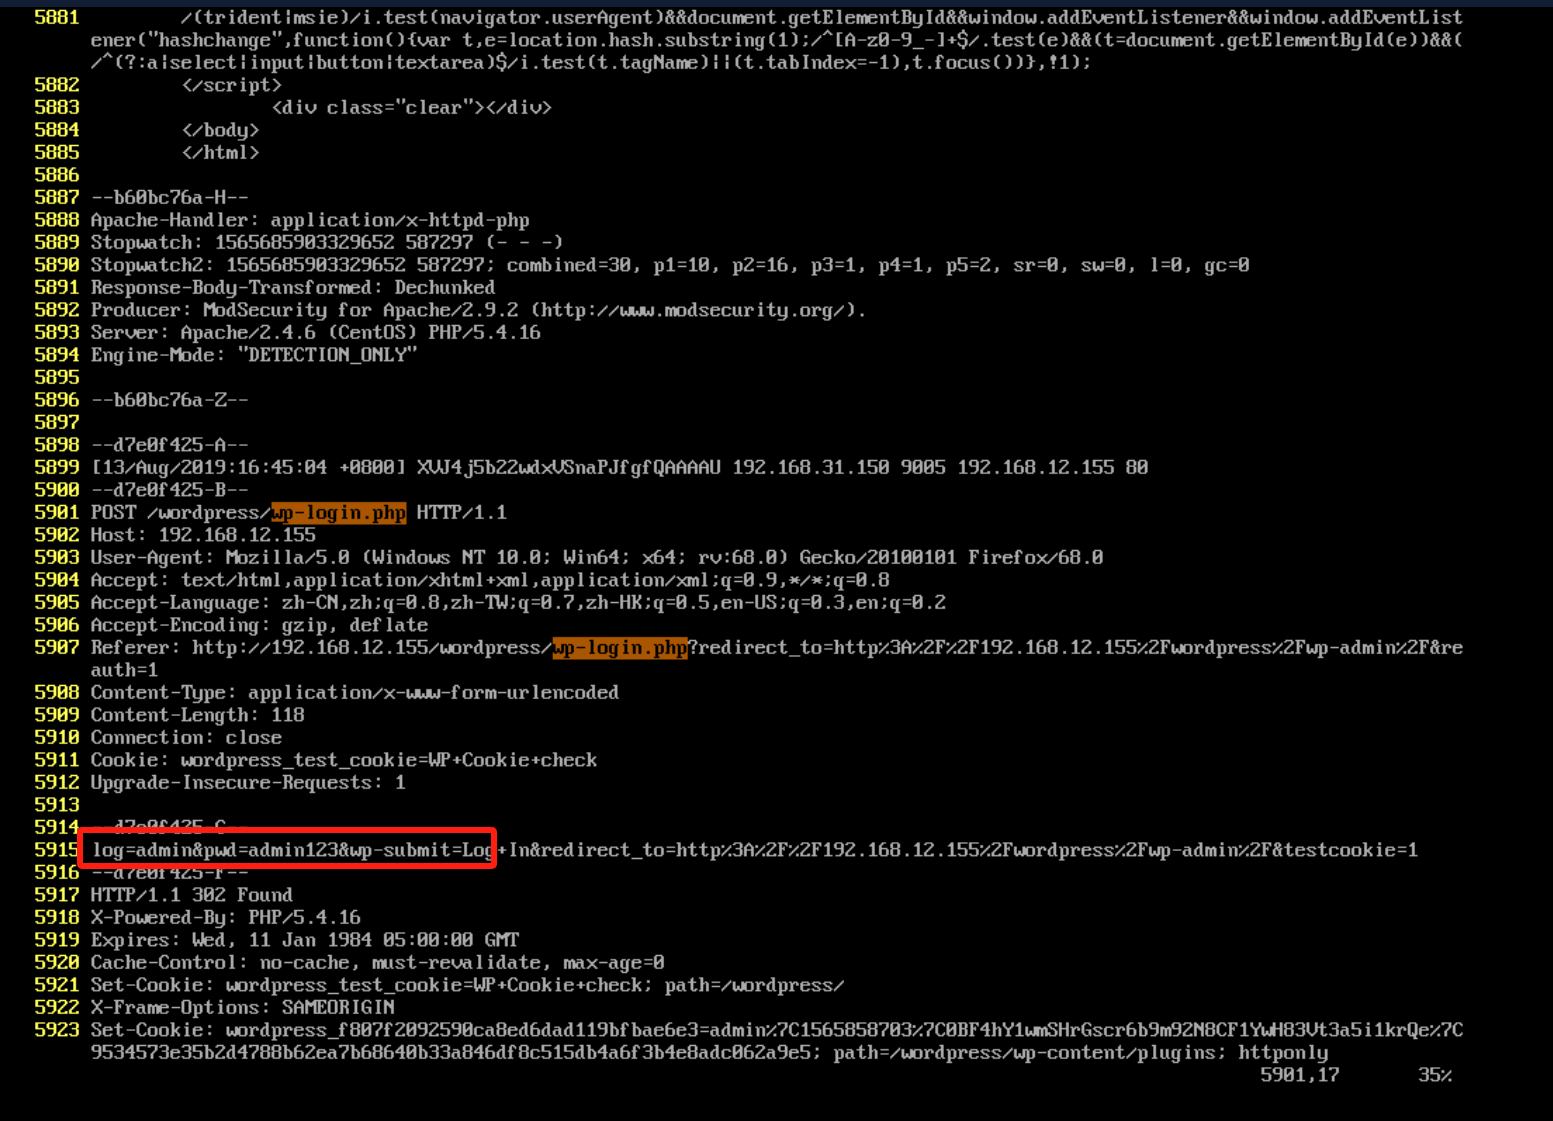 5881         /(trident|msie)/i.test(navigator.userAgent)&&document.getElementById&&window.addEventListener&&window.addEventList
ener("hashchange",function(){var t,e=location.hash.substring(1);/^[A-z0-9_-]+$/.test(e)&&(t=document.getElementById(e))&&(
/^(?:a|select|input|button|textarea)$/i.test(t.tagName)||(t.tabIndex=-1),t.focus())},!1);
5882         </script>
5883                 <div class="clear"></div>
5884         </body>
5885         </html>
5886
5887 --b60bc76a-H--
5888 Apache-Handler: application/x-httpd-php
5889 Stopwatch: 1565685903329652 587297 (- - -)
5890 Stopwatch2: 1565685903329652 587297; combined=30, p1=10, p2=16, p3=1, p4=1, p5=2, sr=0, sw=0, l=0, gc=0
5891 Response-Body-Transformed: Dechunked
5892 Producer: ModSecurity for Apache/2.9.2 (http://www.modsecurity.org/).
5893 Server: Apache/2.4.6 (CentOS) PHP/5.4.16
5894 Engine-Mode: "DETECTION_ONLY"
5895
5896 --b60bc76a-Z--
5897
5898 --d7e0f425-A--
5899 [13/Aug/2019:16:45:04 +0800] XVJ4j5b22wdxVSnaPJfgfQAAAAU 192.168.31.150 9005 192.168.12.155 80
5900 --d7e0f425-B--
5901 POST /wordpress/wp-login.php HTTP/1.1
5902 Host: 192.168.12.155
5903 User-Agent: Mozilla/5.0 (Windows NT 10.0; Win64; x64; rv:68.0) Gecko/20100101 Firefox/68.0
5904 Accept: text/html,application/xhtml+xml,application/xml;q=0.9,*/*;q=0.8
5905 Accept-Language: zh-CN,zh;q=0.8,zh-TW;q=0.7,zh-HK;q=0.5,en-US;q=0.3,en;q=0.2
5906 Accept-Encoding: gzip, deflate
5907 Referer: http://192.168.12.155/wordpress/wp-login.php?redirect_to=http%3A%2F%2F192.168.12.155%2Fwordpress%2Fwp-admin%2F&re
auth=1
5908 Content-Type: application/x-www-form-urlencoded
5909 Content-Length: 118
5910 Connection: close
5911 Cookie: wordpress_test_cookie=WP+Cookie+check
5912 Upgrade-Insecure-Requests: 1
5913
5914 --d7e0f425-C--
5915 log=admin&pwd=admin123&wp-submit=Log+In&redirect_to=http%3A%2F%2F192.168.12.155%2Fwordpress%2Fwp-admin%2F&testcookie=1
5916 --d7e0f425-F--
5917 HTTP/1.1 302 Found
5918 X-Powered-By: PHP/5.4.16
5919 Expires: Wed, 11 Jan 1984 05:00:00 GMT
5920 Cache-Control: no-cache, must-revalidate, max-age=0
5921 Set-Cookie: wordpress_test_cookie=WP+Cookie+check; path=/wordpress/
5922 X-Frame-Options: SAMEORIGIN
5923 Set-Cookie: wordpress_f807f2092590ca8ed6dad119bfbae6e3=admin%7C1565858703%7C0BF4hY1wmSHrGscr6b9m92N8CF1YwH83Vt3a5i1krQe%7C
9534573e35b2d4788b62ea7b68640b33a846df8c515db4a6f3b4e8adc062a9e5; path=/wordpress/wp-content/plugins; httponly
5901,17       35%